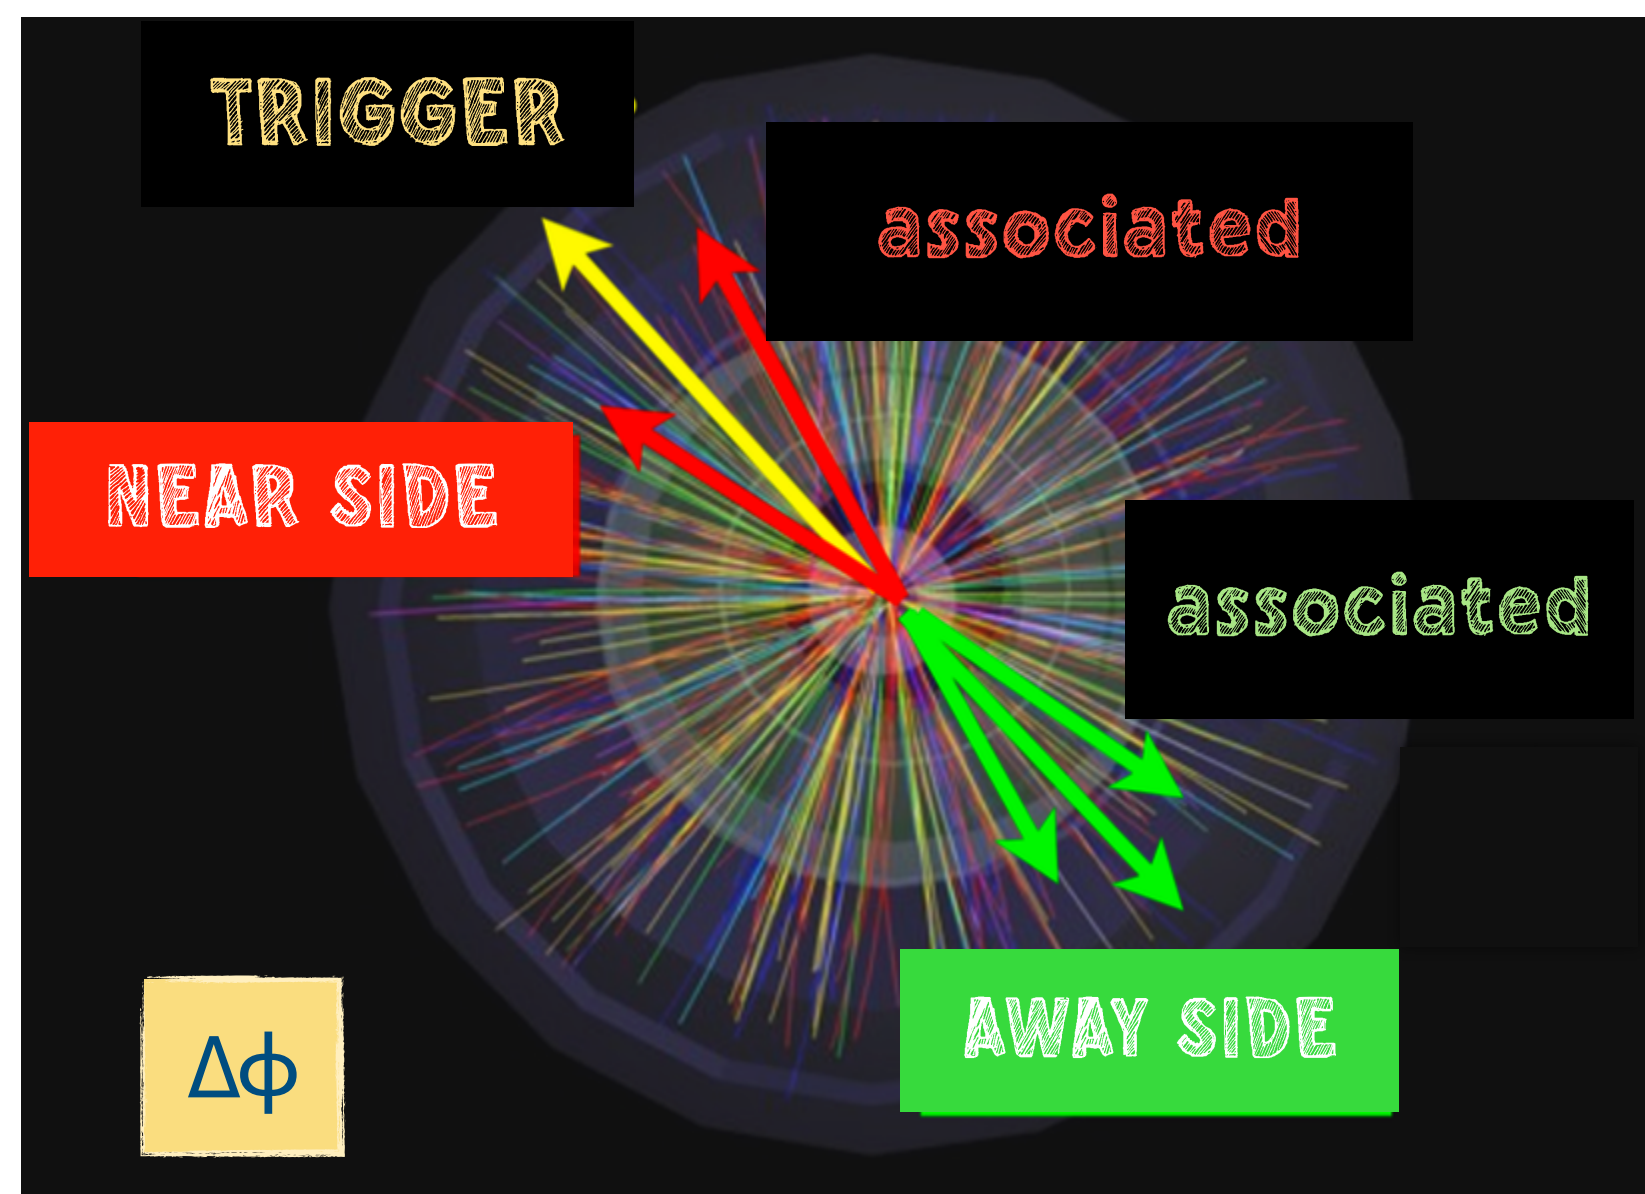 TRIGGER
associated
NEAR SIDE
associated
AWAY SIDE
Δϕ